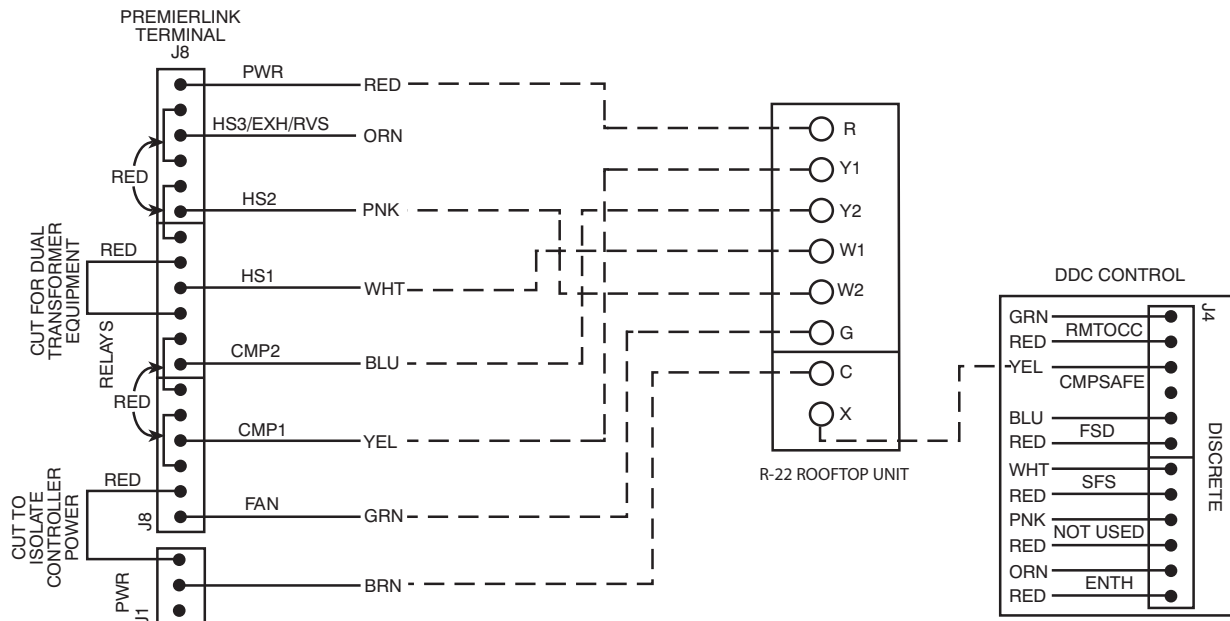 PREMIERLINK
TERMINAL
J8
PWR
RED
HS3/EXH/RVS
ORN
RED
HS2
PNK
RED
CUT FOR DUAL
TRANSFORMER
EQUIPMENT
HS1
WHT
RELAYS
CMP2
BLU
RED
CMP1
YEL
RED
CUT TO
ISOLATE
CONTROLLER
POWER
J8
FAN
GRN
PWR
J1
BRN
R
Y1
Y2
W1
W2
G
C
X
R-22 ROOFTOP UNIT
DDC CONTROL
J4
GRN
RMTOCC
RED
YEL
CMPSAFE
BLU
FSD
RED
DISCRETE
WHT
SFS
RED
PNK
NOT USED
RED
ORN
ENTH
RED